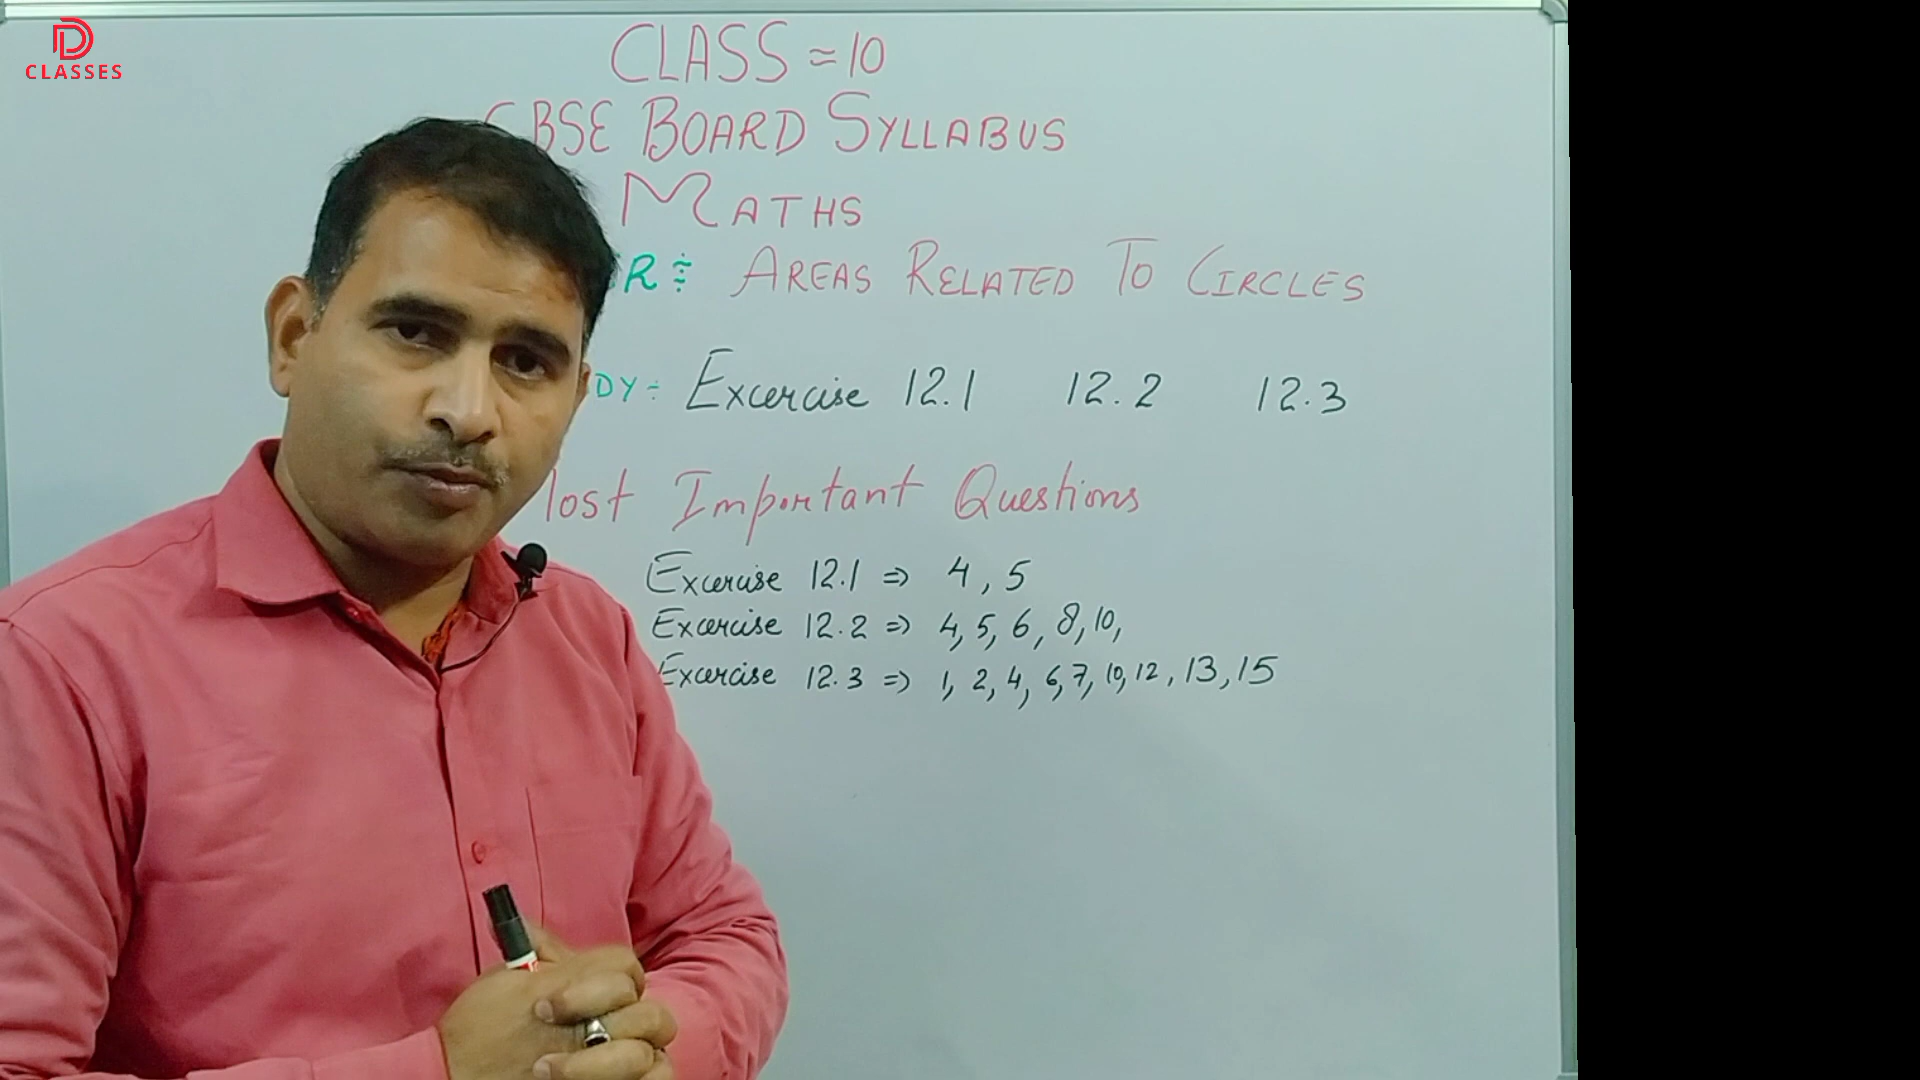 D
CLASSES
CLASS = 10
CBSE BOARD SYLLABUS
MATHS
R : AREAS RELATED TO CIRCLES
DY :- Excercise 12.1 12.2 12.3
Most Important Questions
Excercise 12.1 => 4, 5
Excercise 12.2 => 4, 5, 6, 8, 10,
Excercise 12.3 => 1, 2, 4, 6, 7, 10, 12, 13, 15